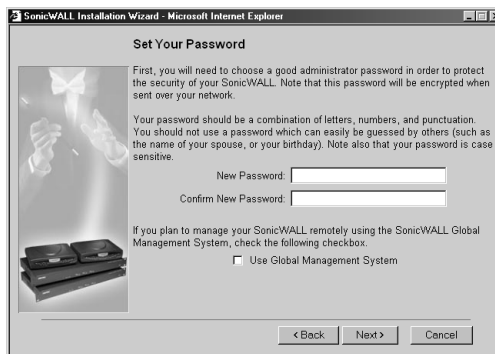 SonicWALL Installation Wizard - Microsoft Internet Explorer
Set Your Password
First, you will need to choose a good administrator password in order to protect
the security of your SonicWALL. Note that this password will be encrypted when
sent over your network.
Your password should be a combination of letters, numbers, and punctuation.
You should not use a password which can easily be guessed by others (such as
the name of your spouse, or your birthday). Note also that your password is case
sensitive.
New Password:
Confirm New Password:
If you plan to manage your SonicWALL remotely using the SonicWALL Global
Management System, check the following checkbox.
Use Global Management System
< Back Next > Cancel